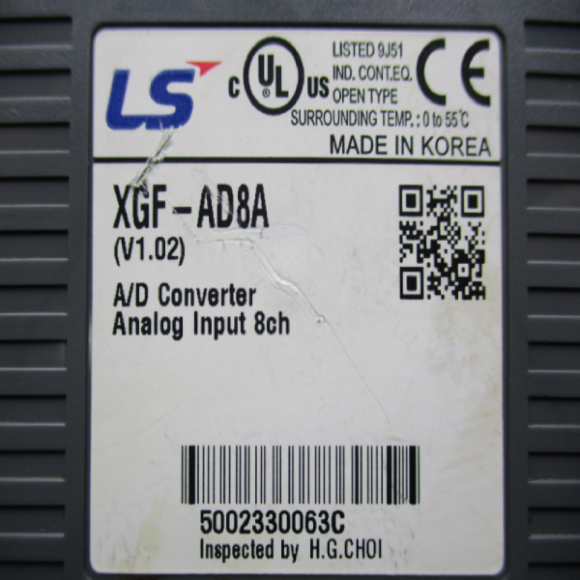 LS
C UL ® US
LISTED 9J51
IND. CONT.EQ.
OPEN TYPE
CE
SURROUNDING TEMP.: 0 to 55°C
MADE IN KOREA
XGF-AD8A
(V1.02)
A/D Converter
Analog Input 8ch
5002330063C
Inspected by H.G.CHOI